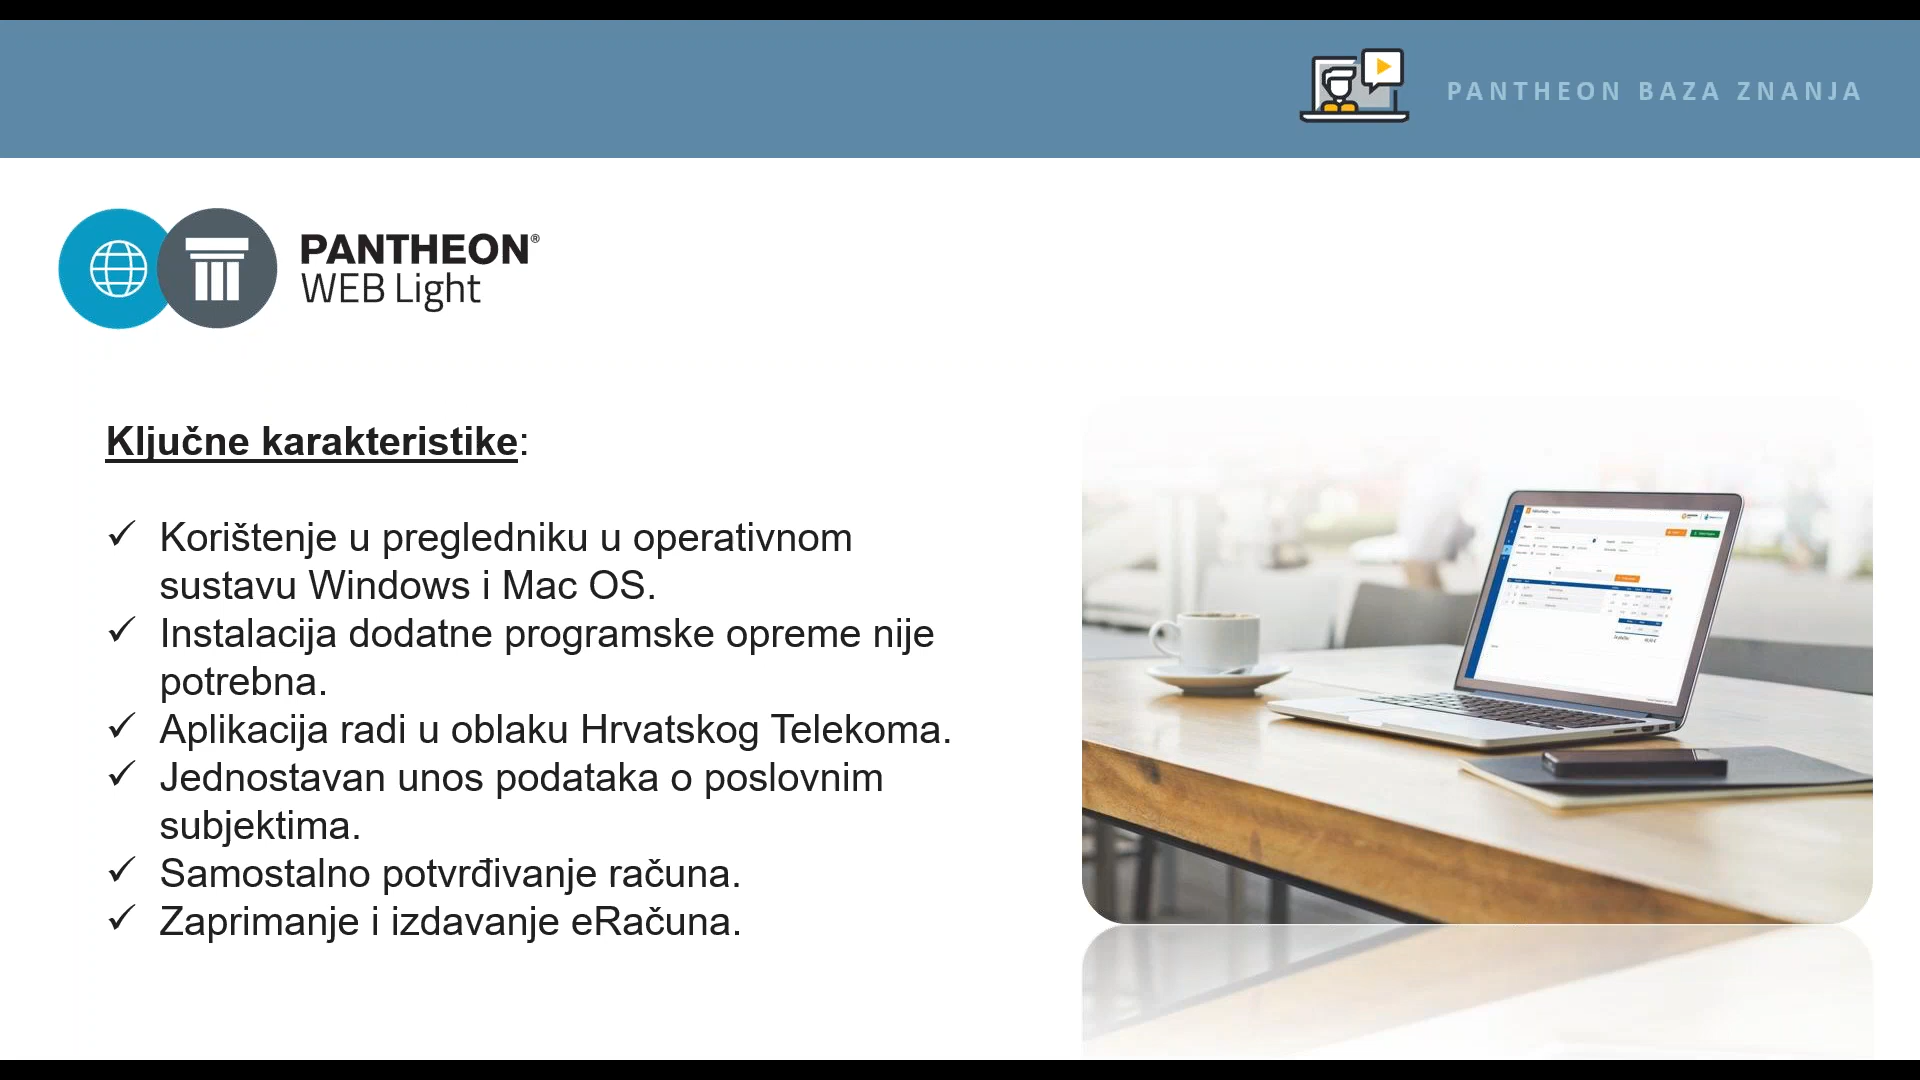 PANTHEON BAZA ZNANJA
PANTHEON®
WEB Light
Ključne karakteristike:
✓ Korištenje u pregledniku u operativnom
sustavu Windows i Mac OS.
✓ Instalacija dodatne programske opreme nije
potrebna.
✓ Aplikacija radi u oblaku Hrvatskog Telekoma.
✓ Jednostavan unos podataka o poslovnim
subjektima.
✓ Samostalno potvrđivanje računa.
✓ Zaprimanje i izdavanje eRačuna.